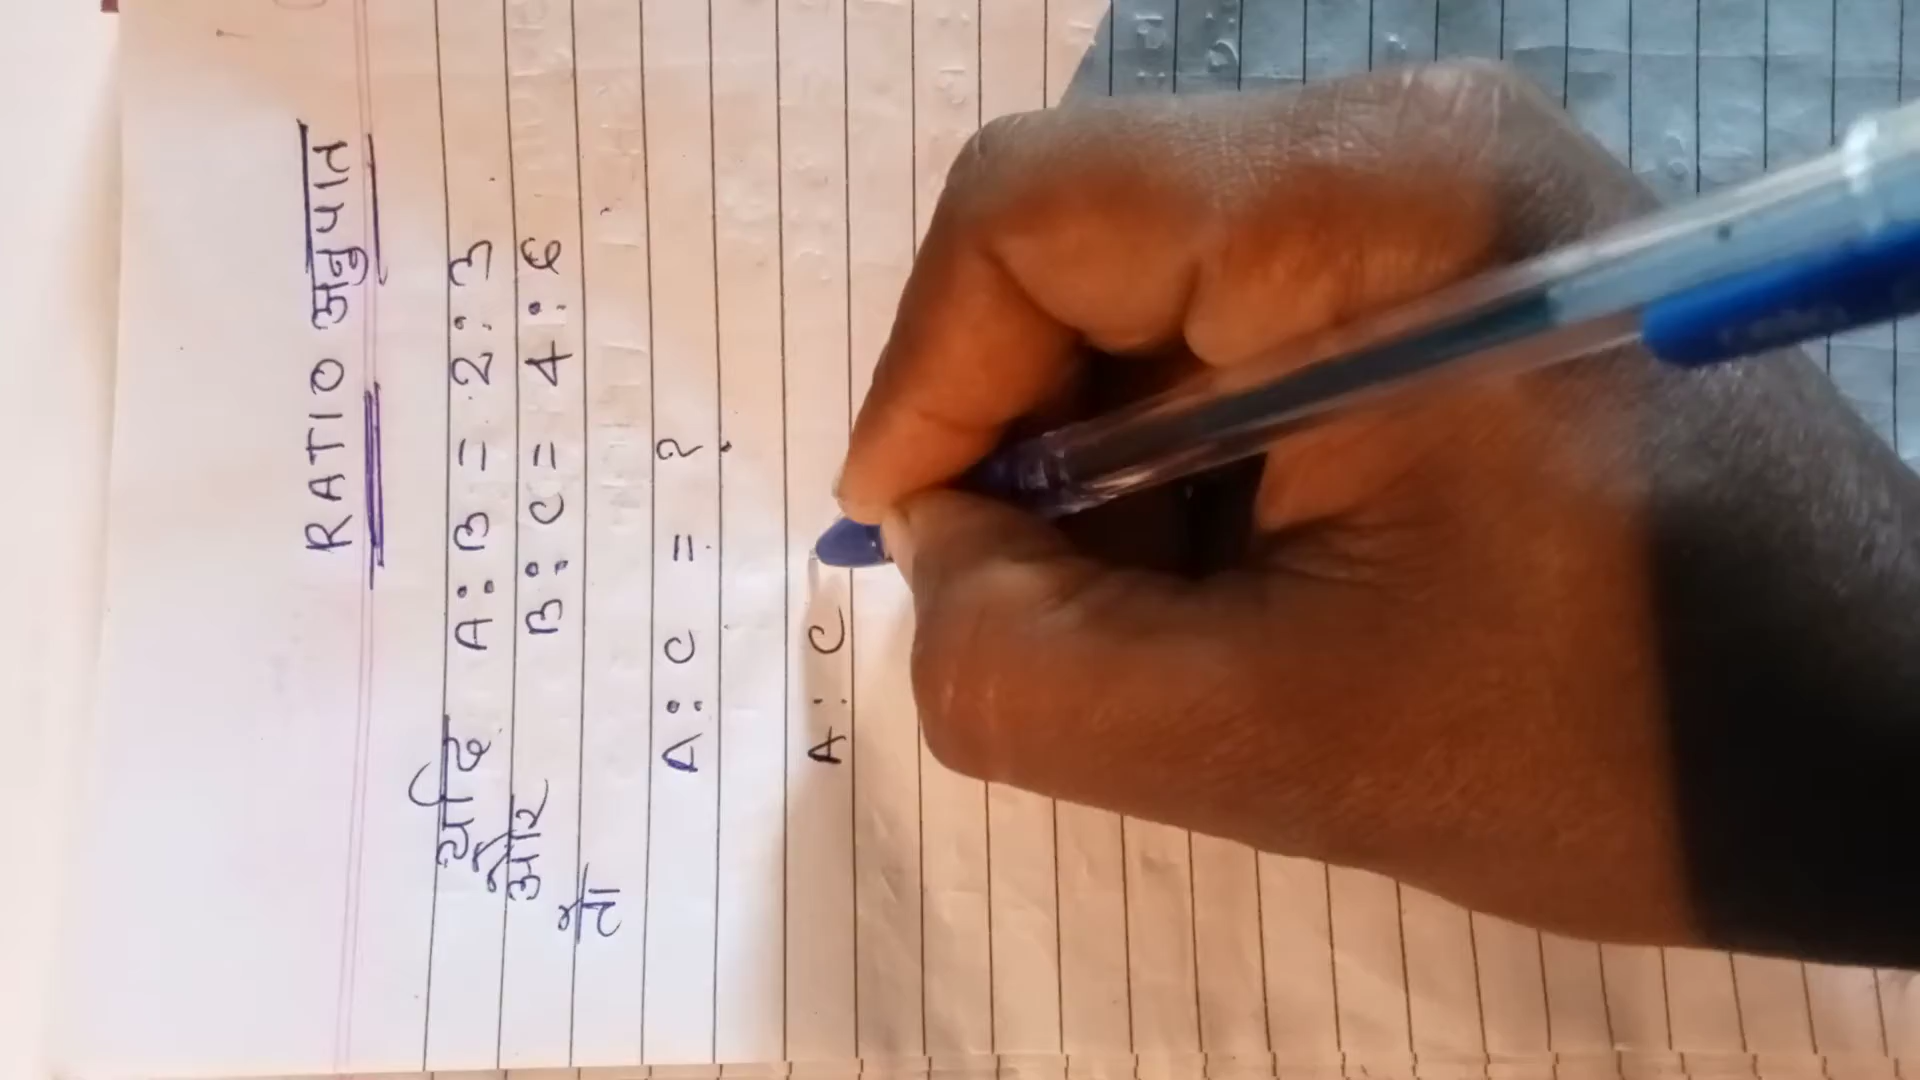 RATIO अनुपात
यदि A:B = 2:3
और B:C = 4:6
तो
A:C = ?
A:C